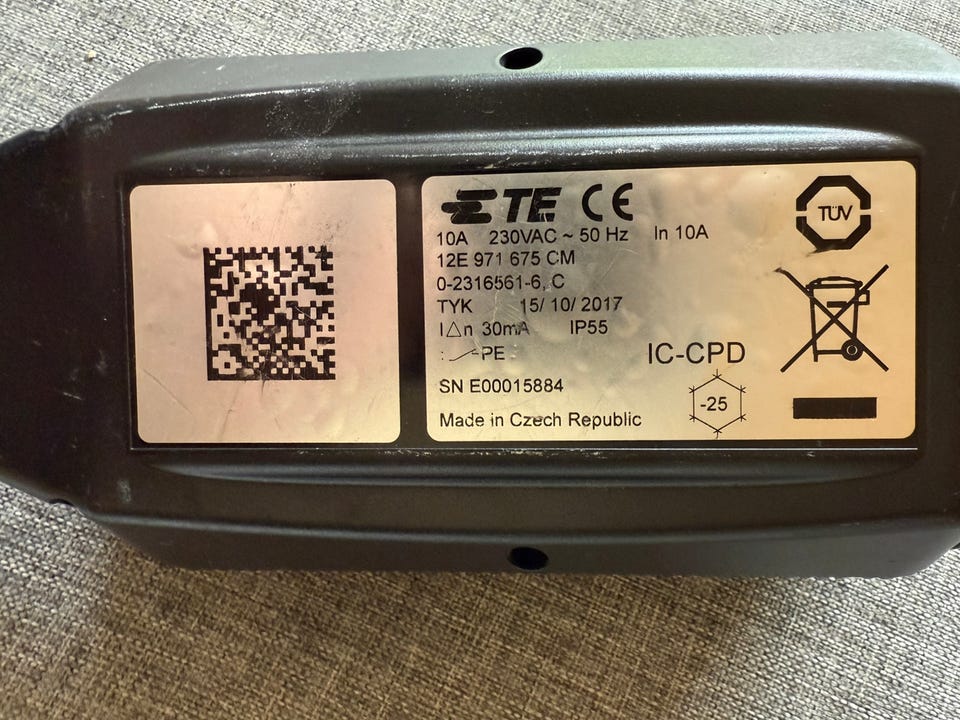 TE CE
TÜV
10A 230VAC ~ 50 Hz In 10A
12E 971 675 CM
0-2316561-6, C
TYK 15/ 10/ 2017
I△n 30mA IP55
PE
IC-CPD
SN E00015884
-25
Made in Czech Republic